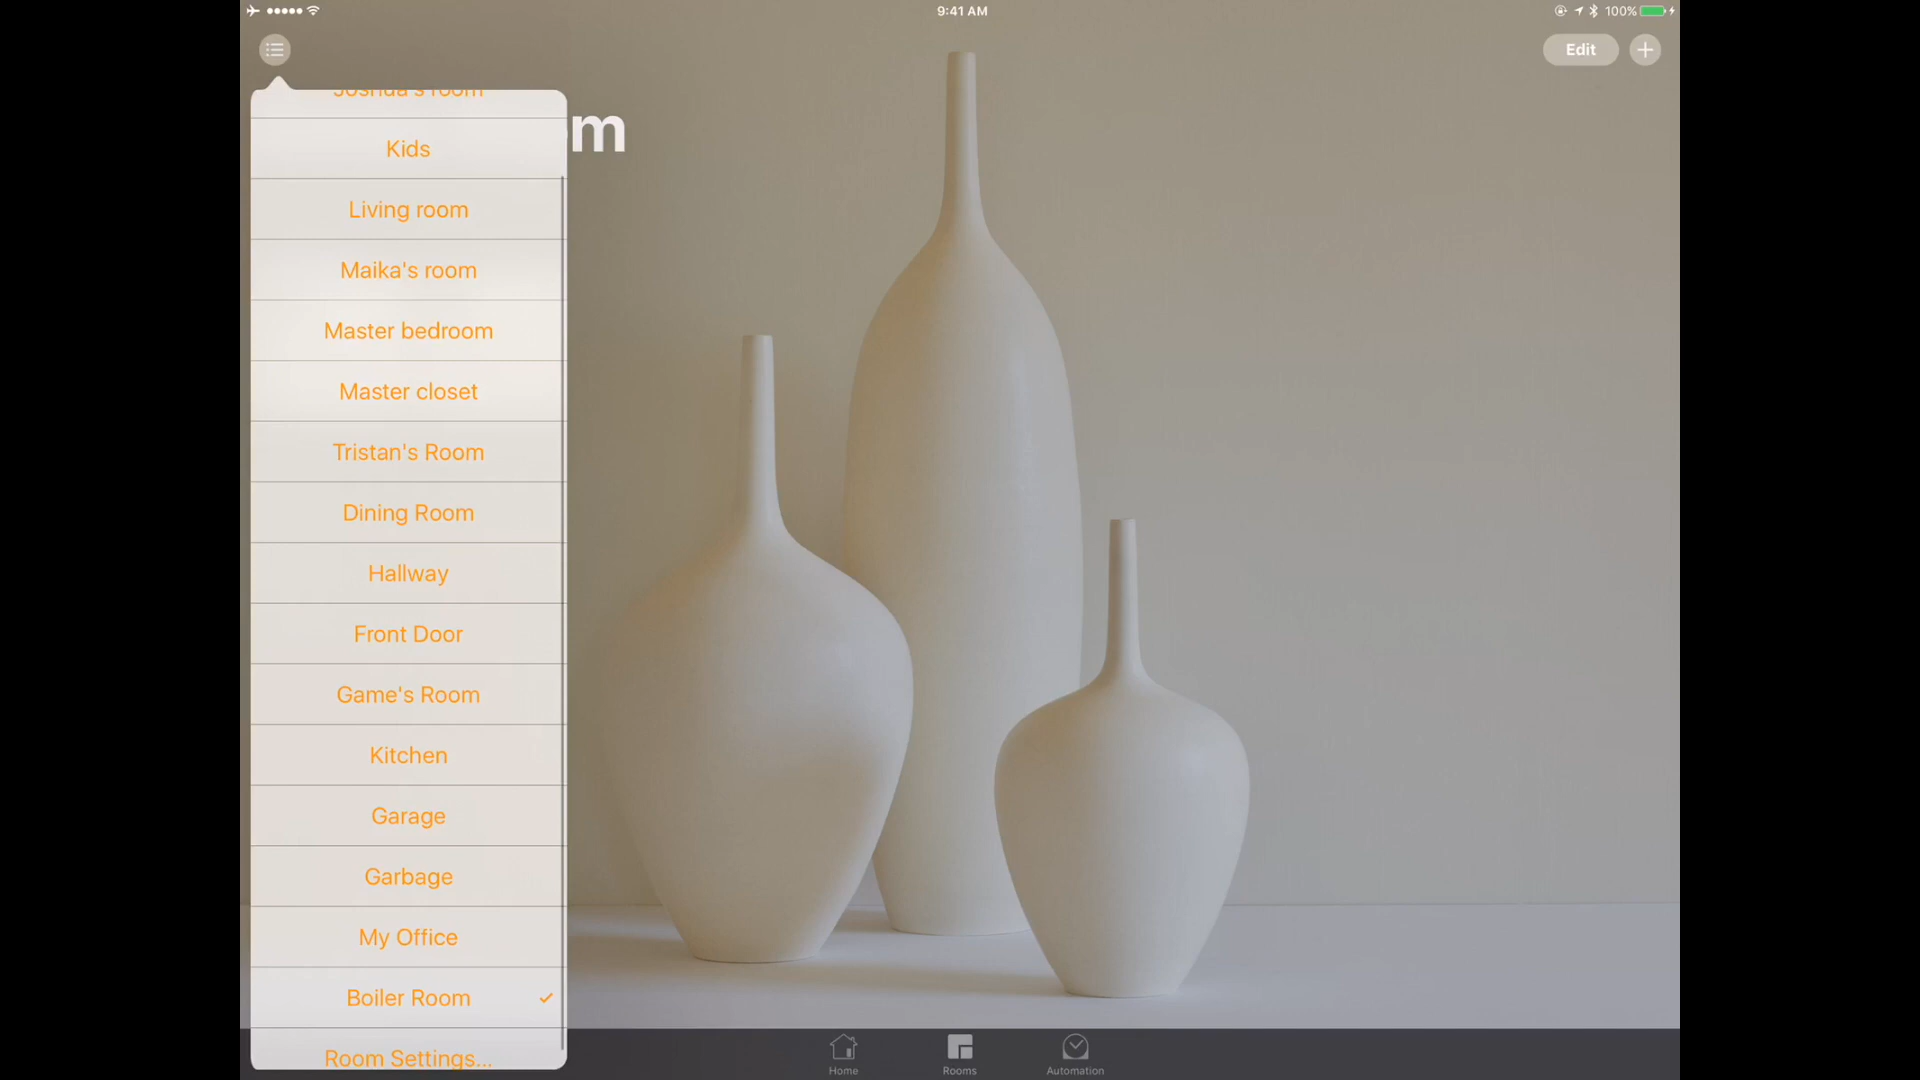 9:41 AM
100%
Edit
om
Joshua's room
Kids
Living room
Maika's room
Master bedroom
Master closet
Tristan's Room
Dining Room
Hallway
Front Door
Game's Room
Kitchen
Garage
Garbage
My Office
Boiler Room
Room Settings...
Home
Rooms
Automation